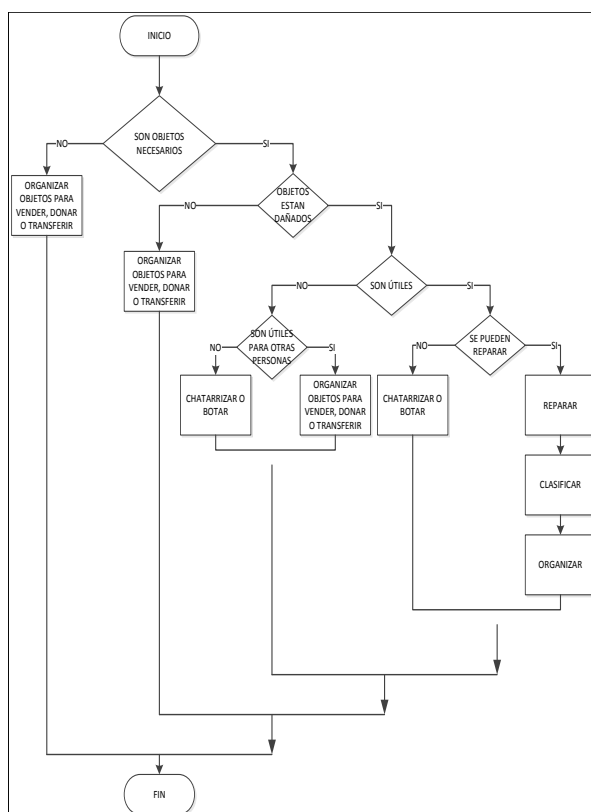 INICIO
SON OBJETOS
NECESARIOS
NO
SI
ORGANIZAR
OBJETOS PARA
VENDER, DONAR
O TRANSFERIR
OBJETOS
ESTAN
DAÑADOS
NO
SI
ORGANIZAR
OBJETOS PARA
VENDER, DONAR
O TRANSFERIR
SON ÚTILES
NO
SI
SON ÚTILES
PARA OTRAS
PERSONAS
NO
SI
SE PUEDEN
REPARAR
NO
SI
CHATARRIZAR O
BOTAR
ORGANIZAR
OBJETOS PARA
VENDER, DONAR
O TRANSFERIR
CHATARRIZAR O
BOTAR
REPARAR
CLASIFICAR
ORGANIZAR
FIN